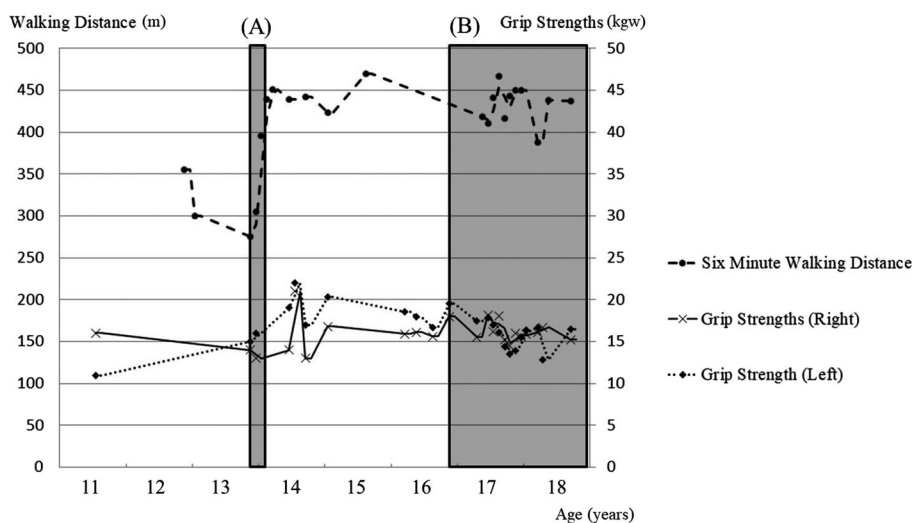 Walking Distance (m) (A) (B) Grip Strengths (kgw)
500 50
450 45
400 40
350 35
300 30
250 25
200 20
150 15
100 10
50 5
0 0
11 12 13 14 15 16 17 18
Age (years)
Six Minute Walking Distance
Grip Strengths (Right)
Grip Strength (Left)